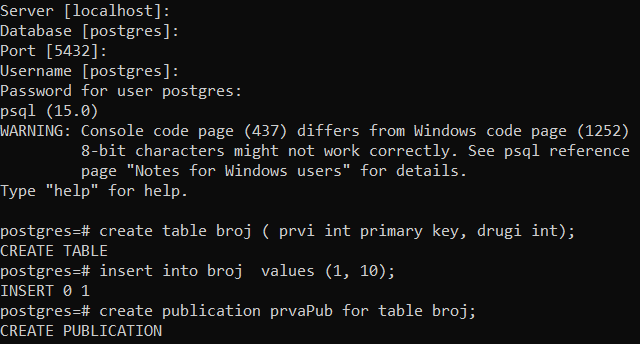 Server [localhost]:
Database [postgres]:
Port [5432]:
Username [postgres]:
Password for user postgres:
psql (15.0)
WARNING: Console code page (437) differs from Windows code page (1252)
         8-bit characters might not work correctly. See psql reference
         page "Notes for Windows users" for details.
Type "help" for help.

postgres=# create table broj ( prvi int primary key, drugi int);
CREATE TABLE
postgres=# insert into broj  values (1, 10);
INSERT 0 1
postgres=# create publication prvaPub for table broj;
CREATE PUBLICATION